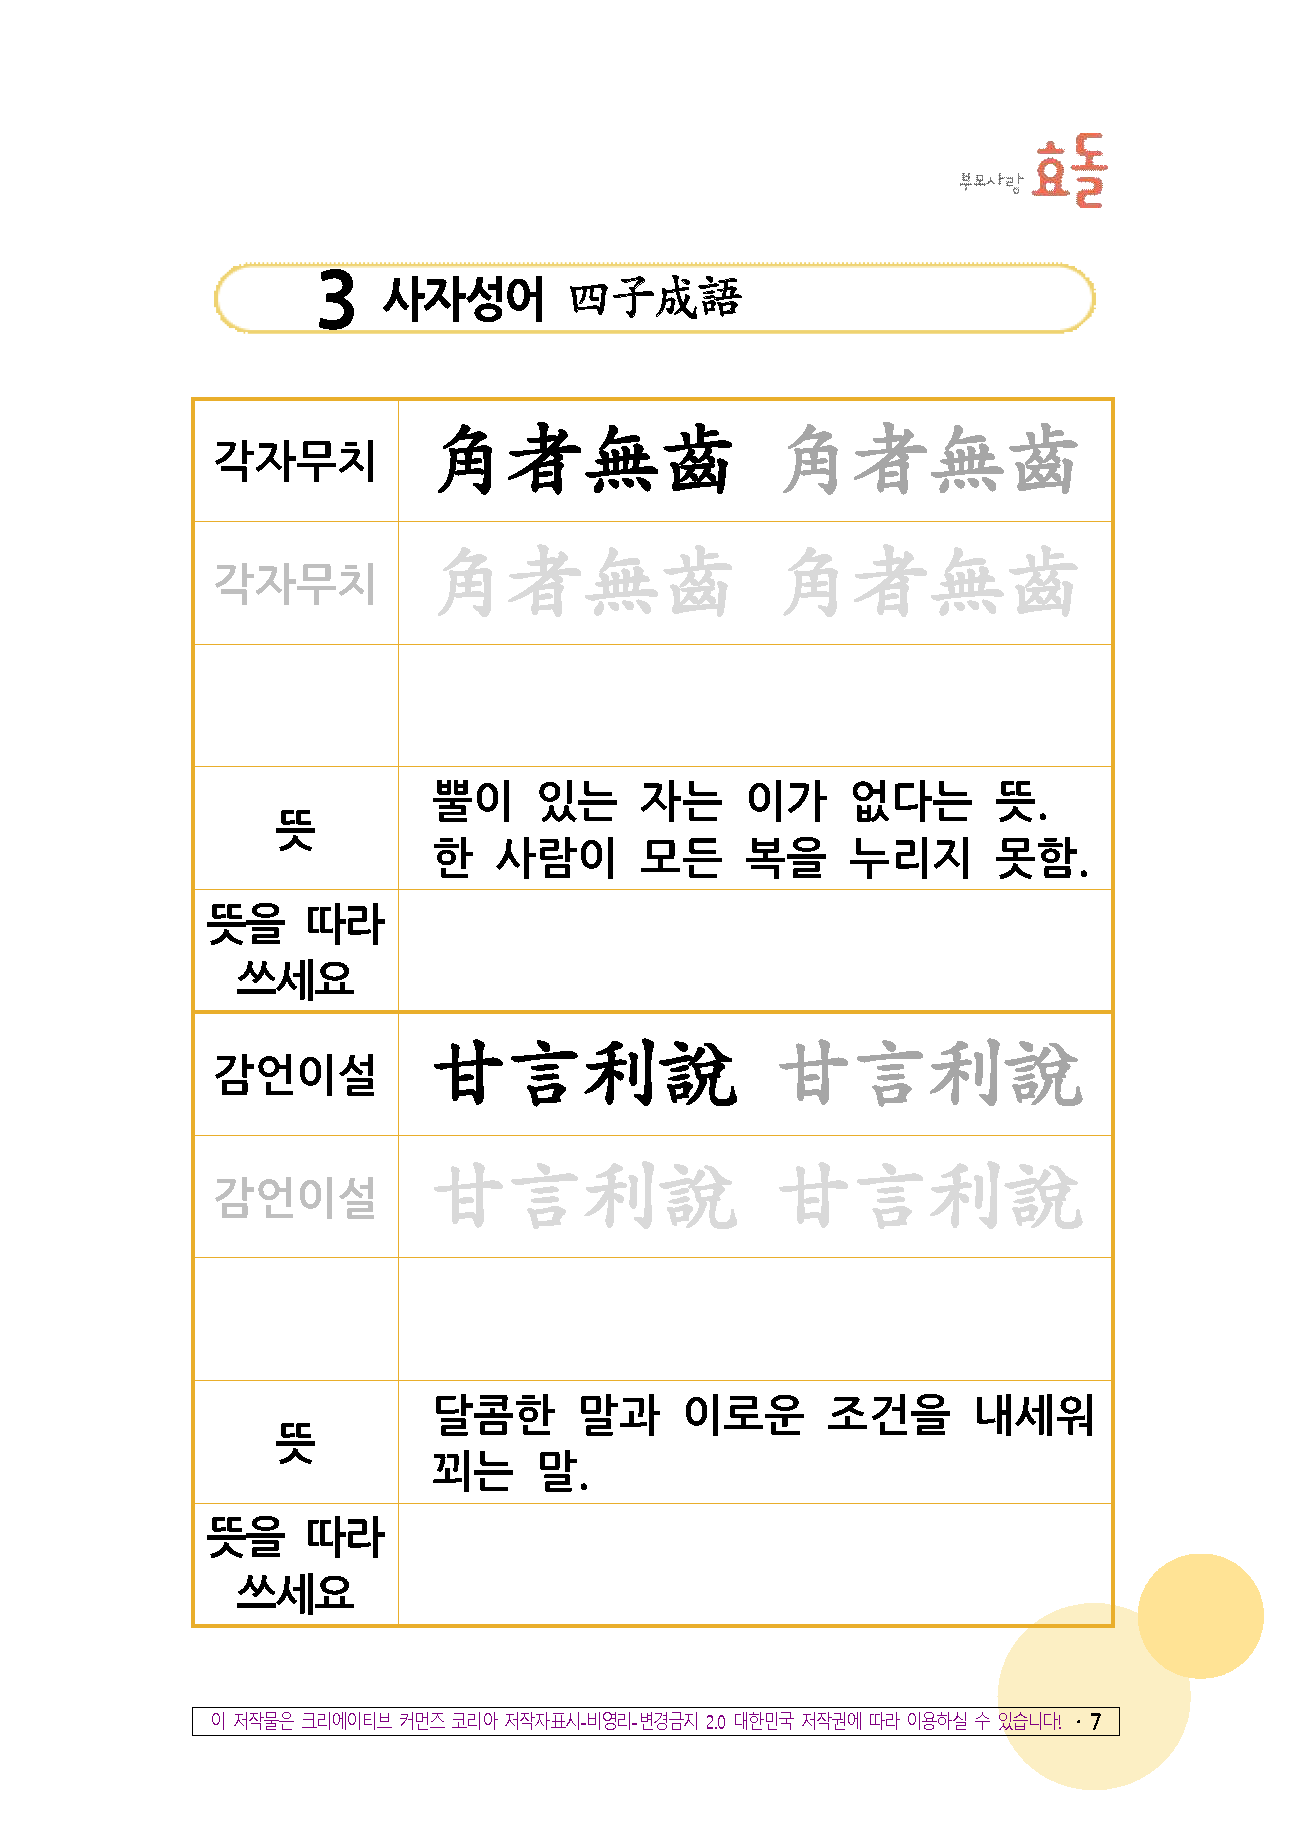 부모사랑 효돌
3 사자성어 四子成語
각자무치 角者無齒 角者無齒
각자무치 角者無齒 角者無齒
뜻
뿔이 있는 자는 이가 없다는 뜻.
한 사람이 모든 복을 누리지 못함.
뜻을 따라
쓰세요
감언이설 甘言利說 甘言利說
감언이설 甘言利說 甘言利說
뜻
달콤한 말과 이로운 조건을 내세워
꾀는 말.
뜻을 따라
쓰세요
이 저작물은 크리에이티브 커먼즈 코리아 저작자표시-비영리-변경금지 2.0 대한민국 저작권에 따라 이용하실 수 있습니다! · 7